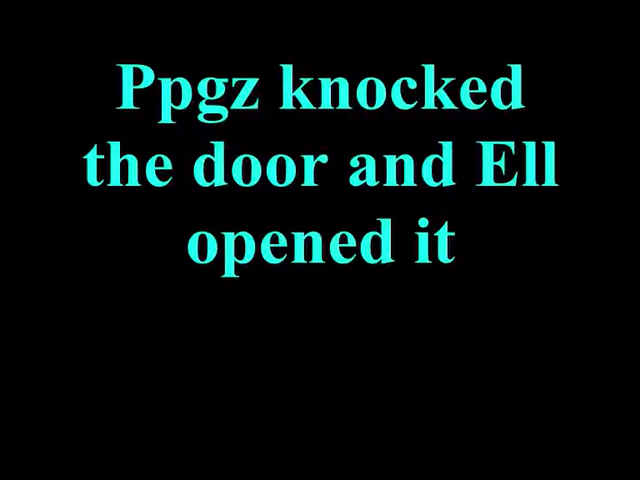 Ppgz knocked
the door and Ell
opened it